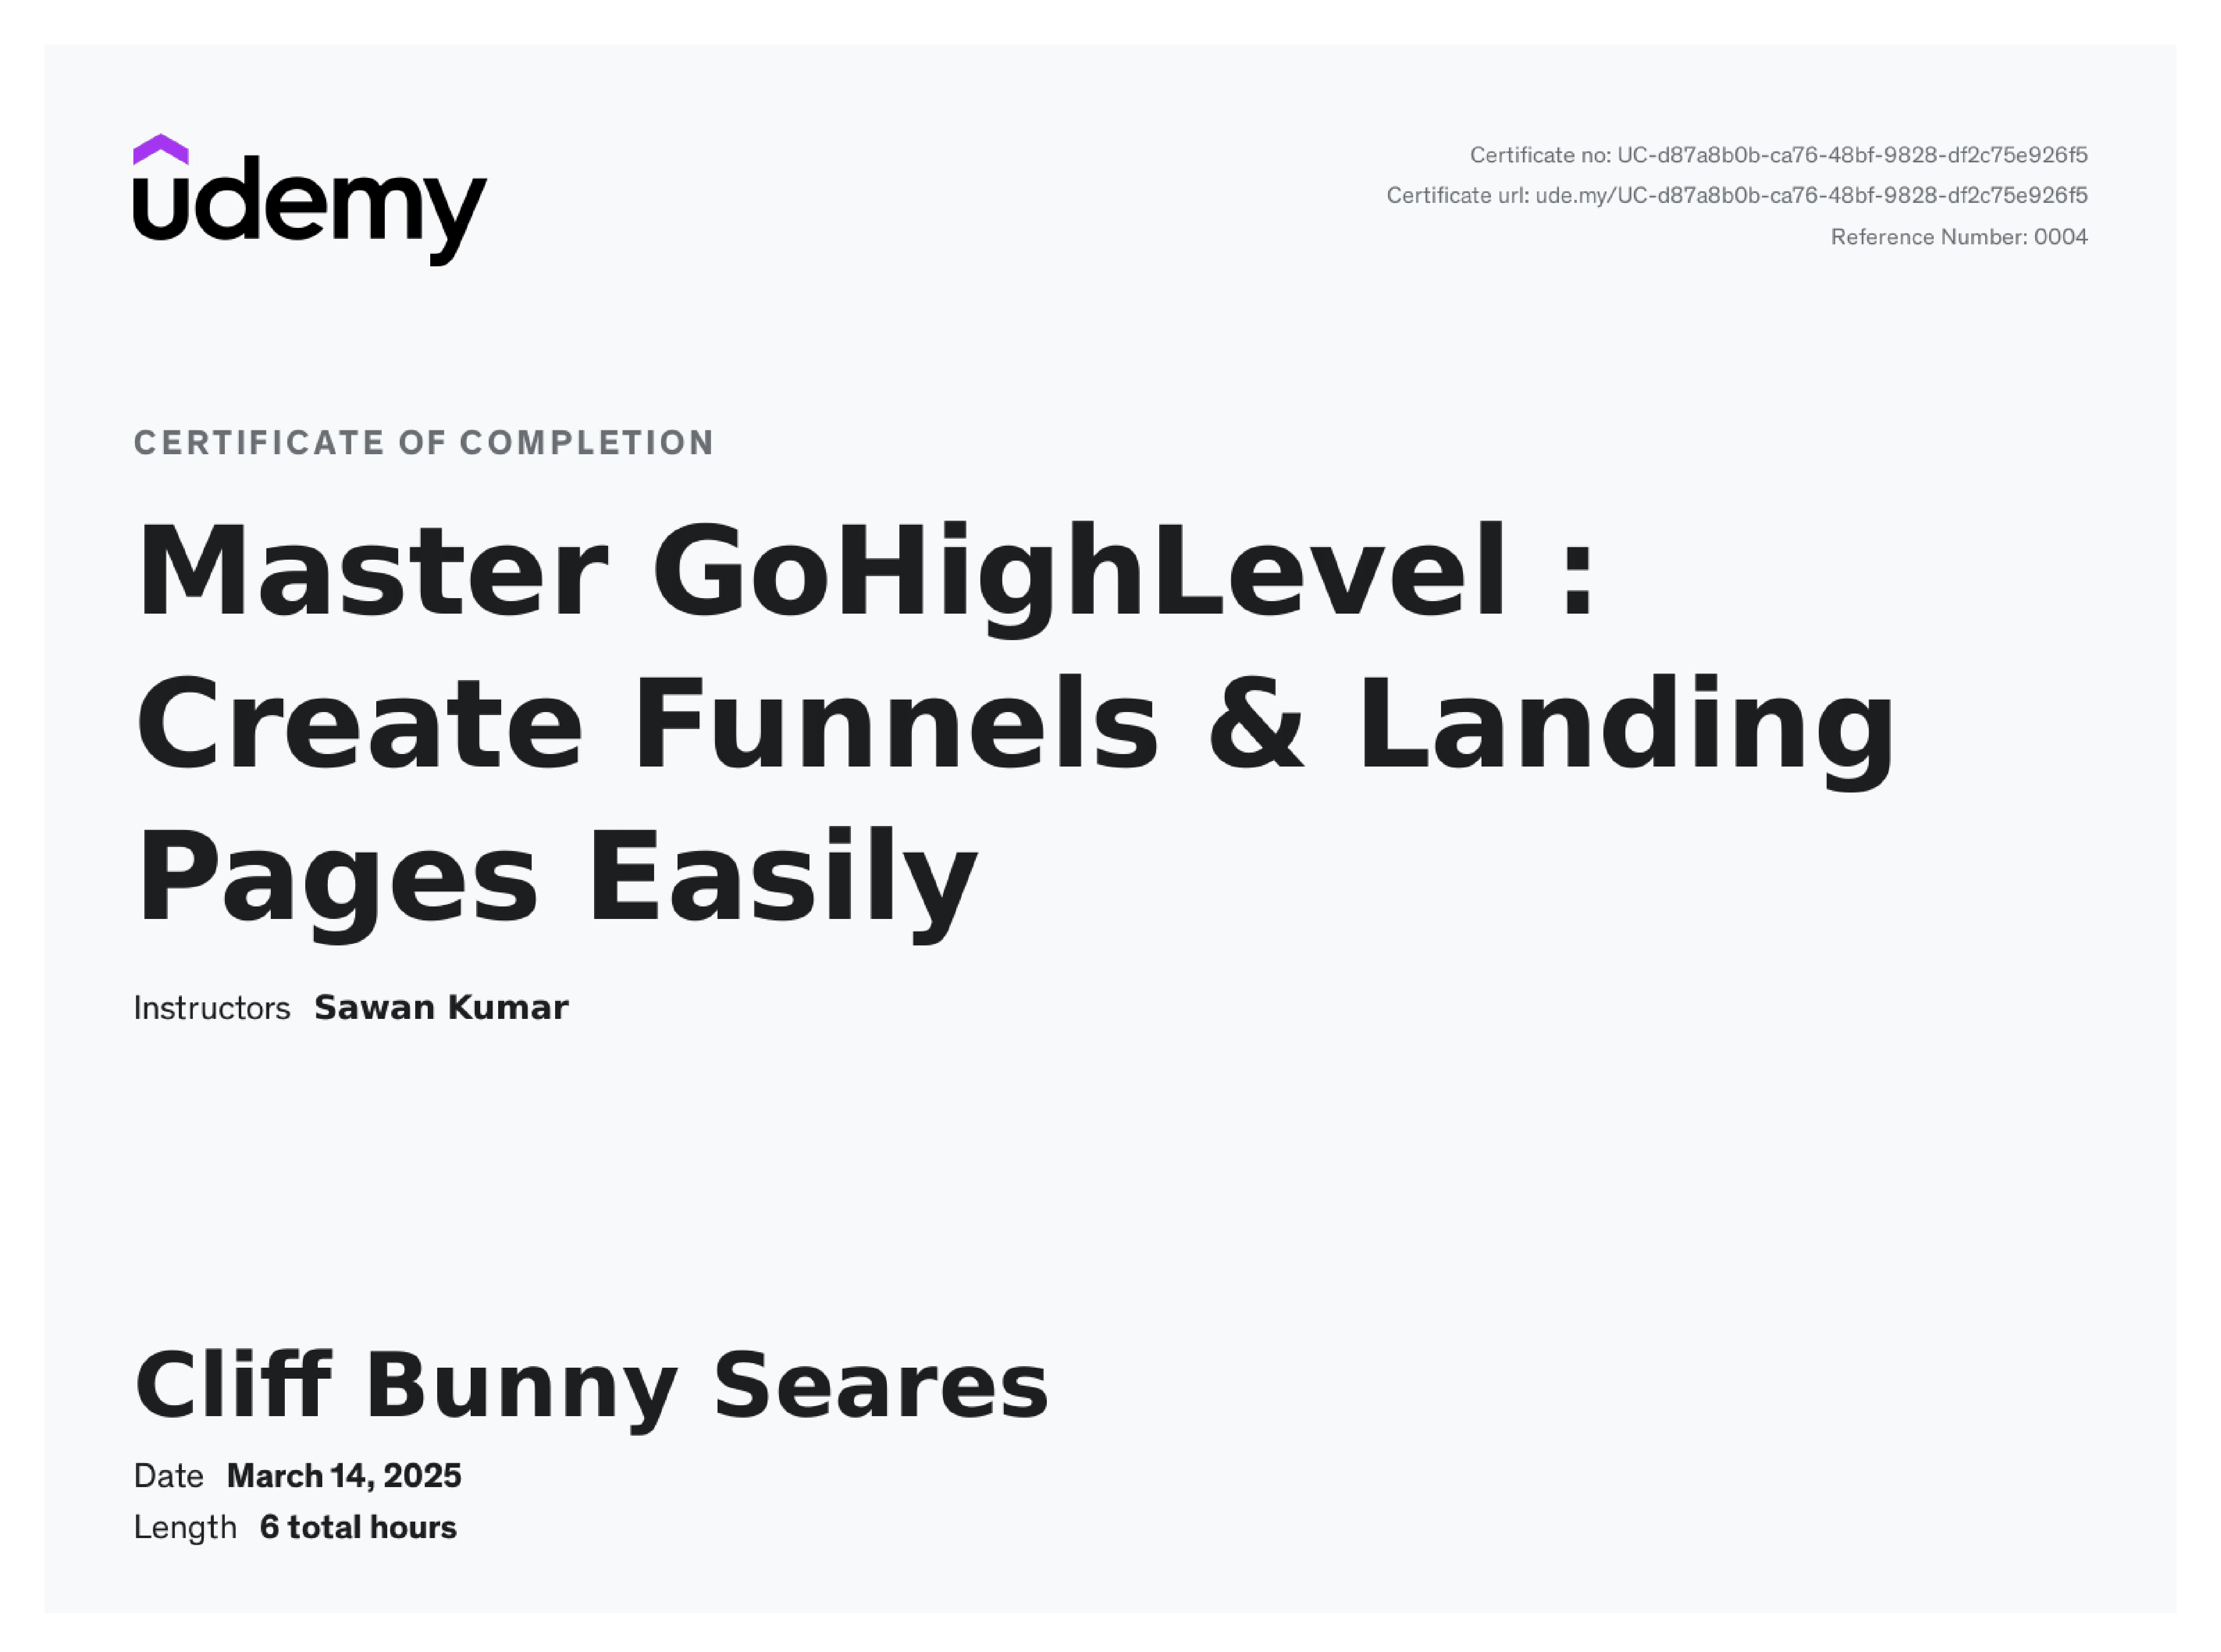 udemy
Certificate no: UC-d87a8b0b-ca76-48bf-9828-df2c75e926f5
Certificate url: ude.my/UC-d87a8b0b-ca76-48bf-9828-df2c75e926f5
Reference Number: 0004
CERTIFICATE OF COMPLETION
Master GoHighLevel :
Create Funnels & Landing
Pages Easily
Instructors Sawan Kumar
Cliff Bunny Seares
Date March 14, 2025
Length 6 total hours